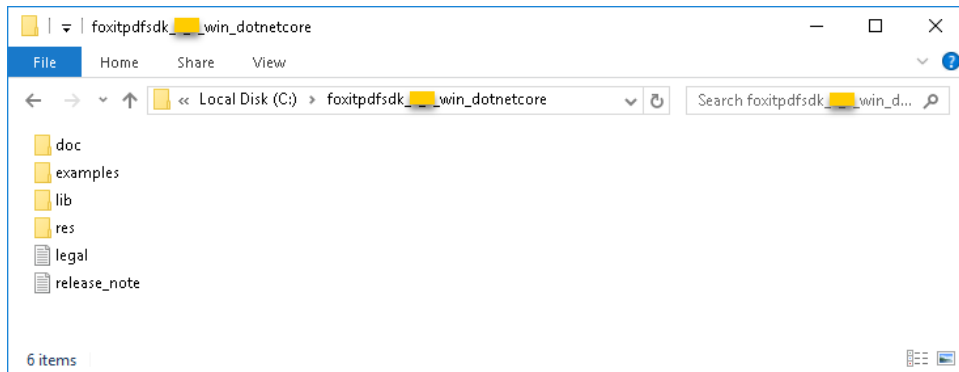 foxitpdfsdk_ _win_dotnetcore
File Home Share View
« Local Disk (C:) › foxitpdfsdk_ _win_dotnetcore
Search foxitpdfsdk_ _win_d...
doc
examples
lib
res
legal
release_note
6 items